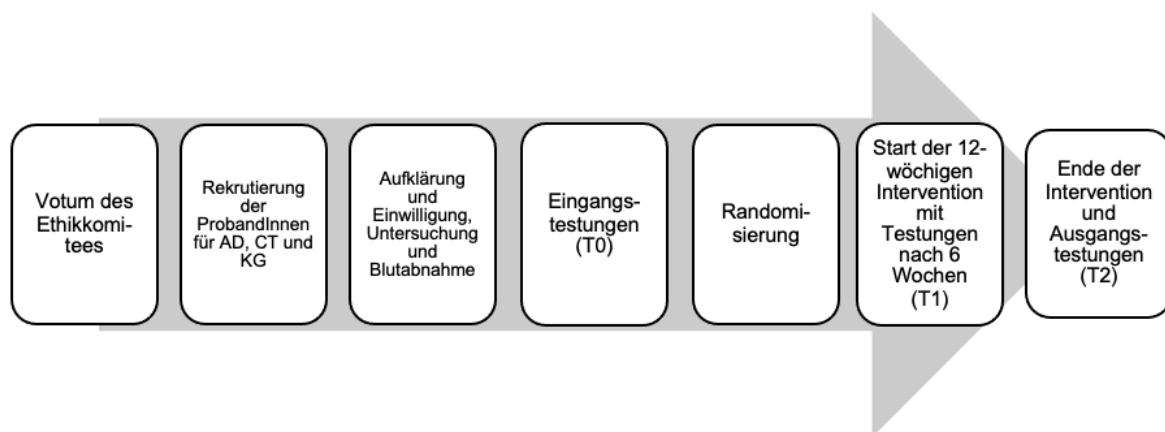 Votum des
Ethikkomi-
tees
Rekrutierung
der
ProbandInnen
für AD, CT und
KG
Aufklärung
und
Einwilligung,
Untersuchung
und
Blutabnahme
Eingangs-
testungen
(T0)
Randomi-
sierung
Start der 12-
wöchigen
Intervention
mit
Testungen
nach 6
Wochen
(T1)
Ende der
Intervention
und
Ausgangs-
testungen
(T2)